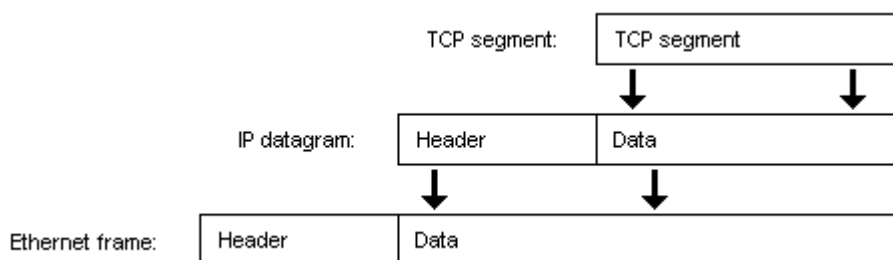 TCP segment: TCP segment
IP datagram: Header Data
Ethernet frame: Header Data